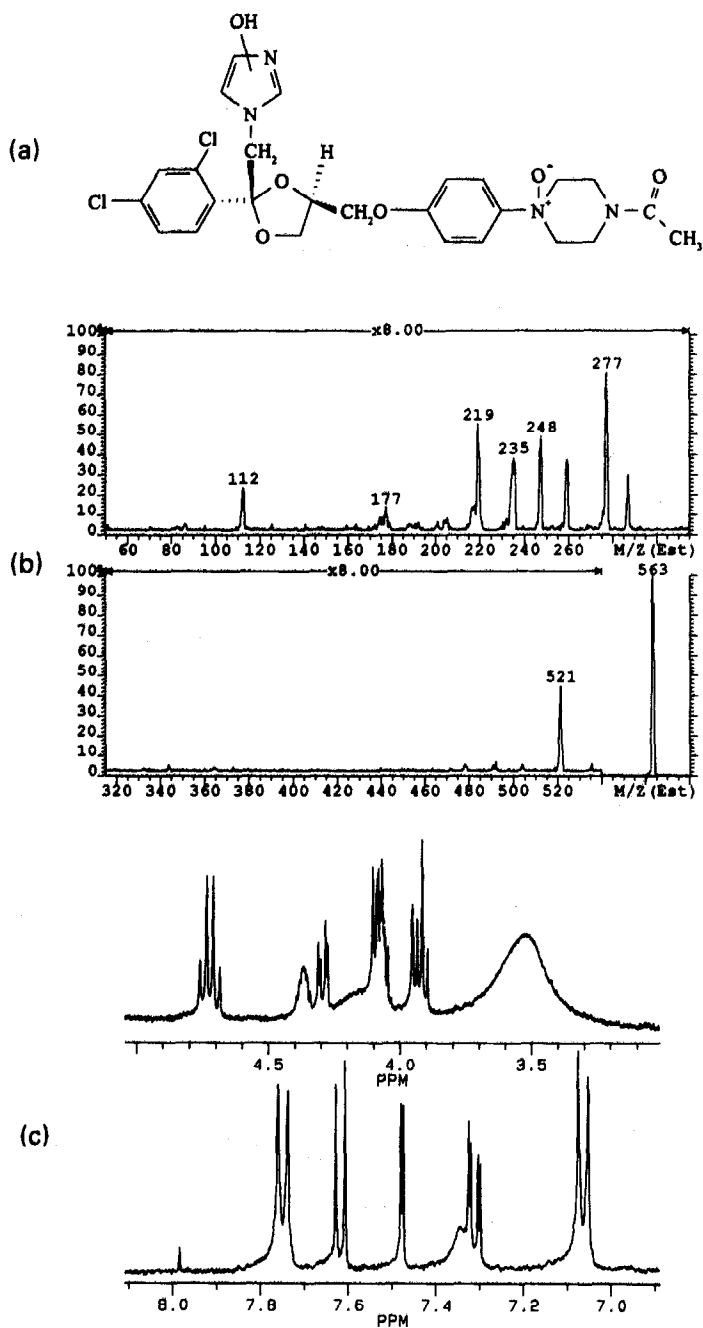 OH
N
N
(a)
Cl
CH₂
H
Cl
O
O
CH₂O
O⁻
N⁺
N
O
CH₃
100
x8.00
90
277
80
70
219
60
248
50
235
40
30
112
20
177
10
0
60 80 100 120 140 160 180 200 220 240 260 M/Z(Est)
(b)
100
x8.00
563
90
80
70
60
521
50
40
30
20
10
0
320 340 360 380 400 420 440 460 480 500 520 M/Z(Est)
4.5 4.0 3.5
PPM
(c)
8.0 7.8 7.6 7.4 7.2 7.0
PPM